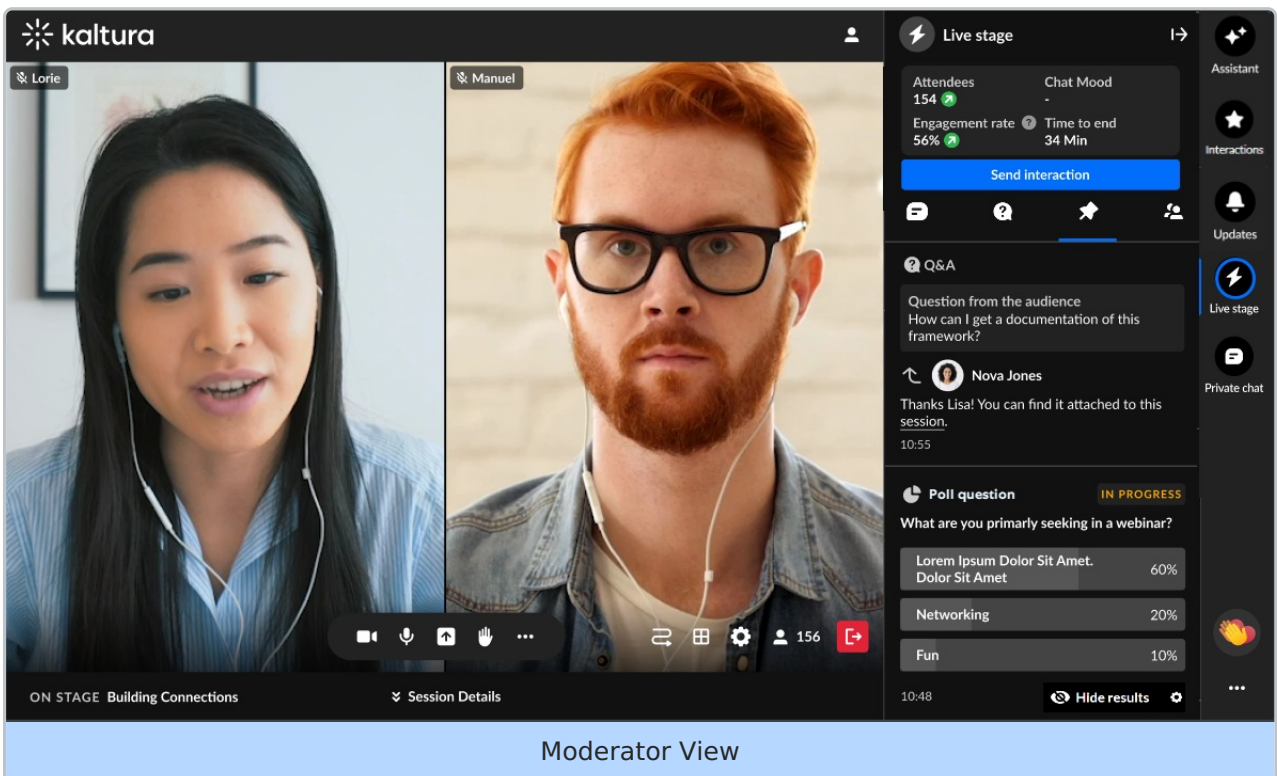 kaltura
Lorie
Manuel
156
ON STAGE Building Connections
Session Details
Live stage
Attendees
154
Chat Mood
-
Engagement rate
56%
Time to end
34 Min
Send interaction
Q&A
Question from the audience
How can I get a documentation of this
framework?
Nova Jones
Thanks Lisa! You can find it attached to this
session.
10:55
Poll question
IN PROGRESS
What are you primarly seeking in a webinar?
Lorem Ipsum Dolor Sit Amet.
Dolor Sit Amet
60%
Networking
20%
Fun
10%
10:48
Hide results
Assistant
Interactions
Updates
Live stage
Private chat
Moderator View